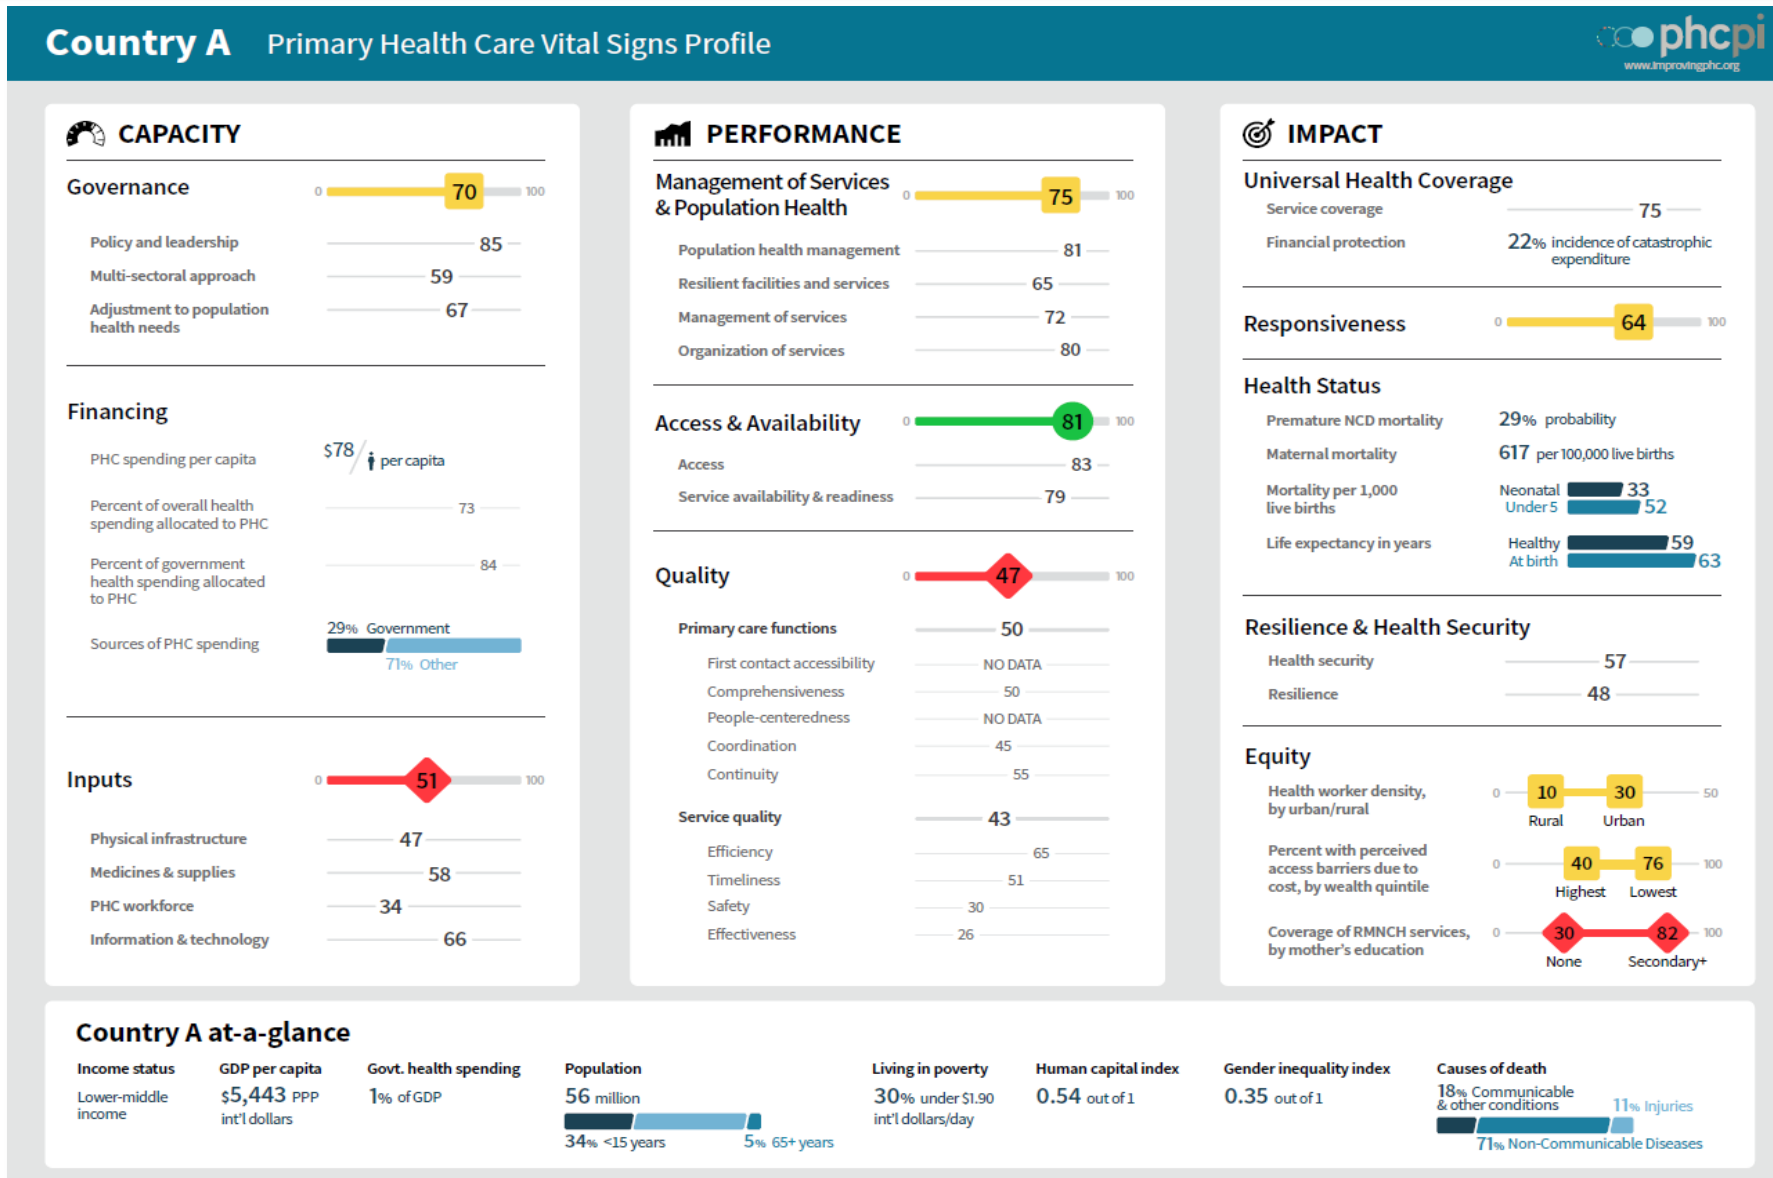 Country A Primary Health Care Vital Signs Profile
phcpi
www.improvingphc.org
CAPACITY
Governance 0 70 100
Policy and leadership 85
Multi-sectoral approach 59
Adjustment to population
health needs 67
Financing
PHC spending per capita $78/ per capita
Percent of overall health
spending allocated to PHC 73
Percent of government
health spending allocated
to PHC 84
Sources of PHC spending 29% Government
71% Other
Inputs 0 51 100
Physical infrastructure 47
Medicines & supplies 58
PHC workforce 34
Information & technology 66
PERFORMANCE
Management of Services
& Population Health 0 75 100
Population health management 81
Resilient facilities and services 65
Management of services 72
Organization of services 80
Access & Availability 0 81 100
Access 83
Service availability & readiness 79
Quality 0 47 100
Primary care functions 50
First contact accessibility NO DATA
Comprehensiveness 50
People-centeredness NO DATA
Coordination 45
Continuity 55
Service quality 43
Efficiency 65
Timeliness 51
Safety 30
Effectiveness 26
IMPACT
Universal Health Coverage
Service coverage 75
Financial protection 22% incidence of catastrophic
expenditure
Responsiveness 0 64 100
Health Status
Premature NCD mortality 29% probability
Maternal mortality 617 per 100,000 live births
Mortality per 1,000
live births
Neonatal 33
Under 5 52
Life expectancy in years
Healthy 59
At birth 63
Resilience & Health Security
Health security 57
Resilience 48
Equity
Health worker density,
by urban/rural
0 10 30 50
Rural Urban
Percent with perceived
access barriers due to
cost, by wealth quintile
0 40 76 100
Highest Lowest
Coverage of RMNCH services,
by mother's education
0 30 82 100
None Secondary+
Country A at-a-glance
Income status
Lower-middle
income
GDP per capita
$5,443 PPP
int'l dollars
Govt. health spending
1% of GDP
Population
56 million
34% <15 years 5% 65+ years
Living in poverty
30% under $1.90
int'l dollars/day
Human capital index
0.54 out of 1
Gender inequality index
0.35 out of 1
Causes of death
18% Communicable
& other conditions
11% Injuries
71% Non-Communicable Diseases